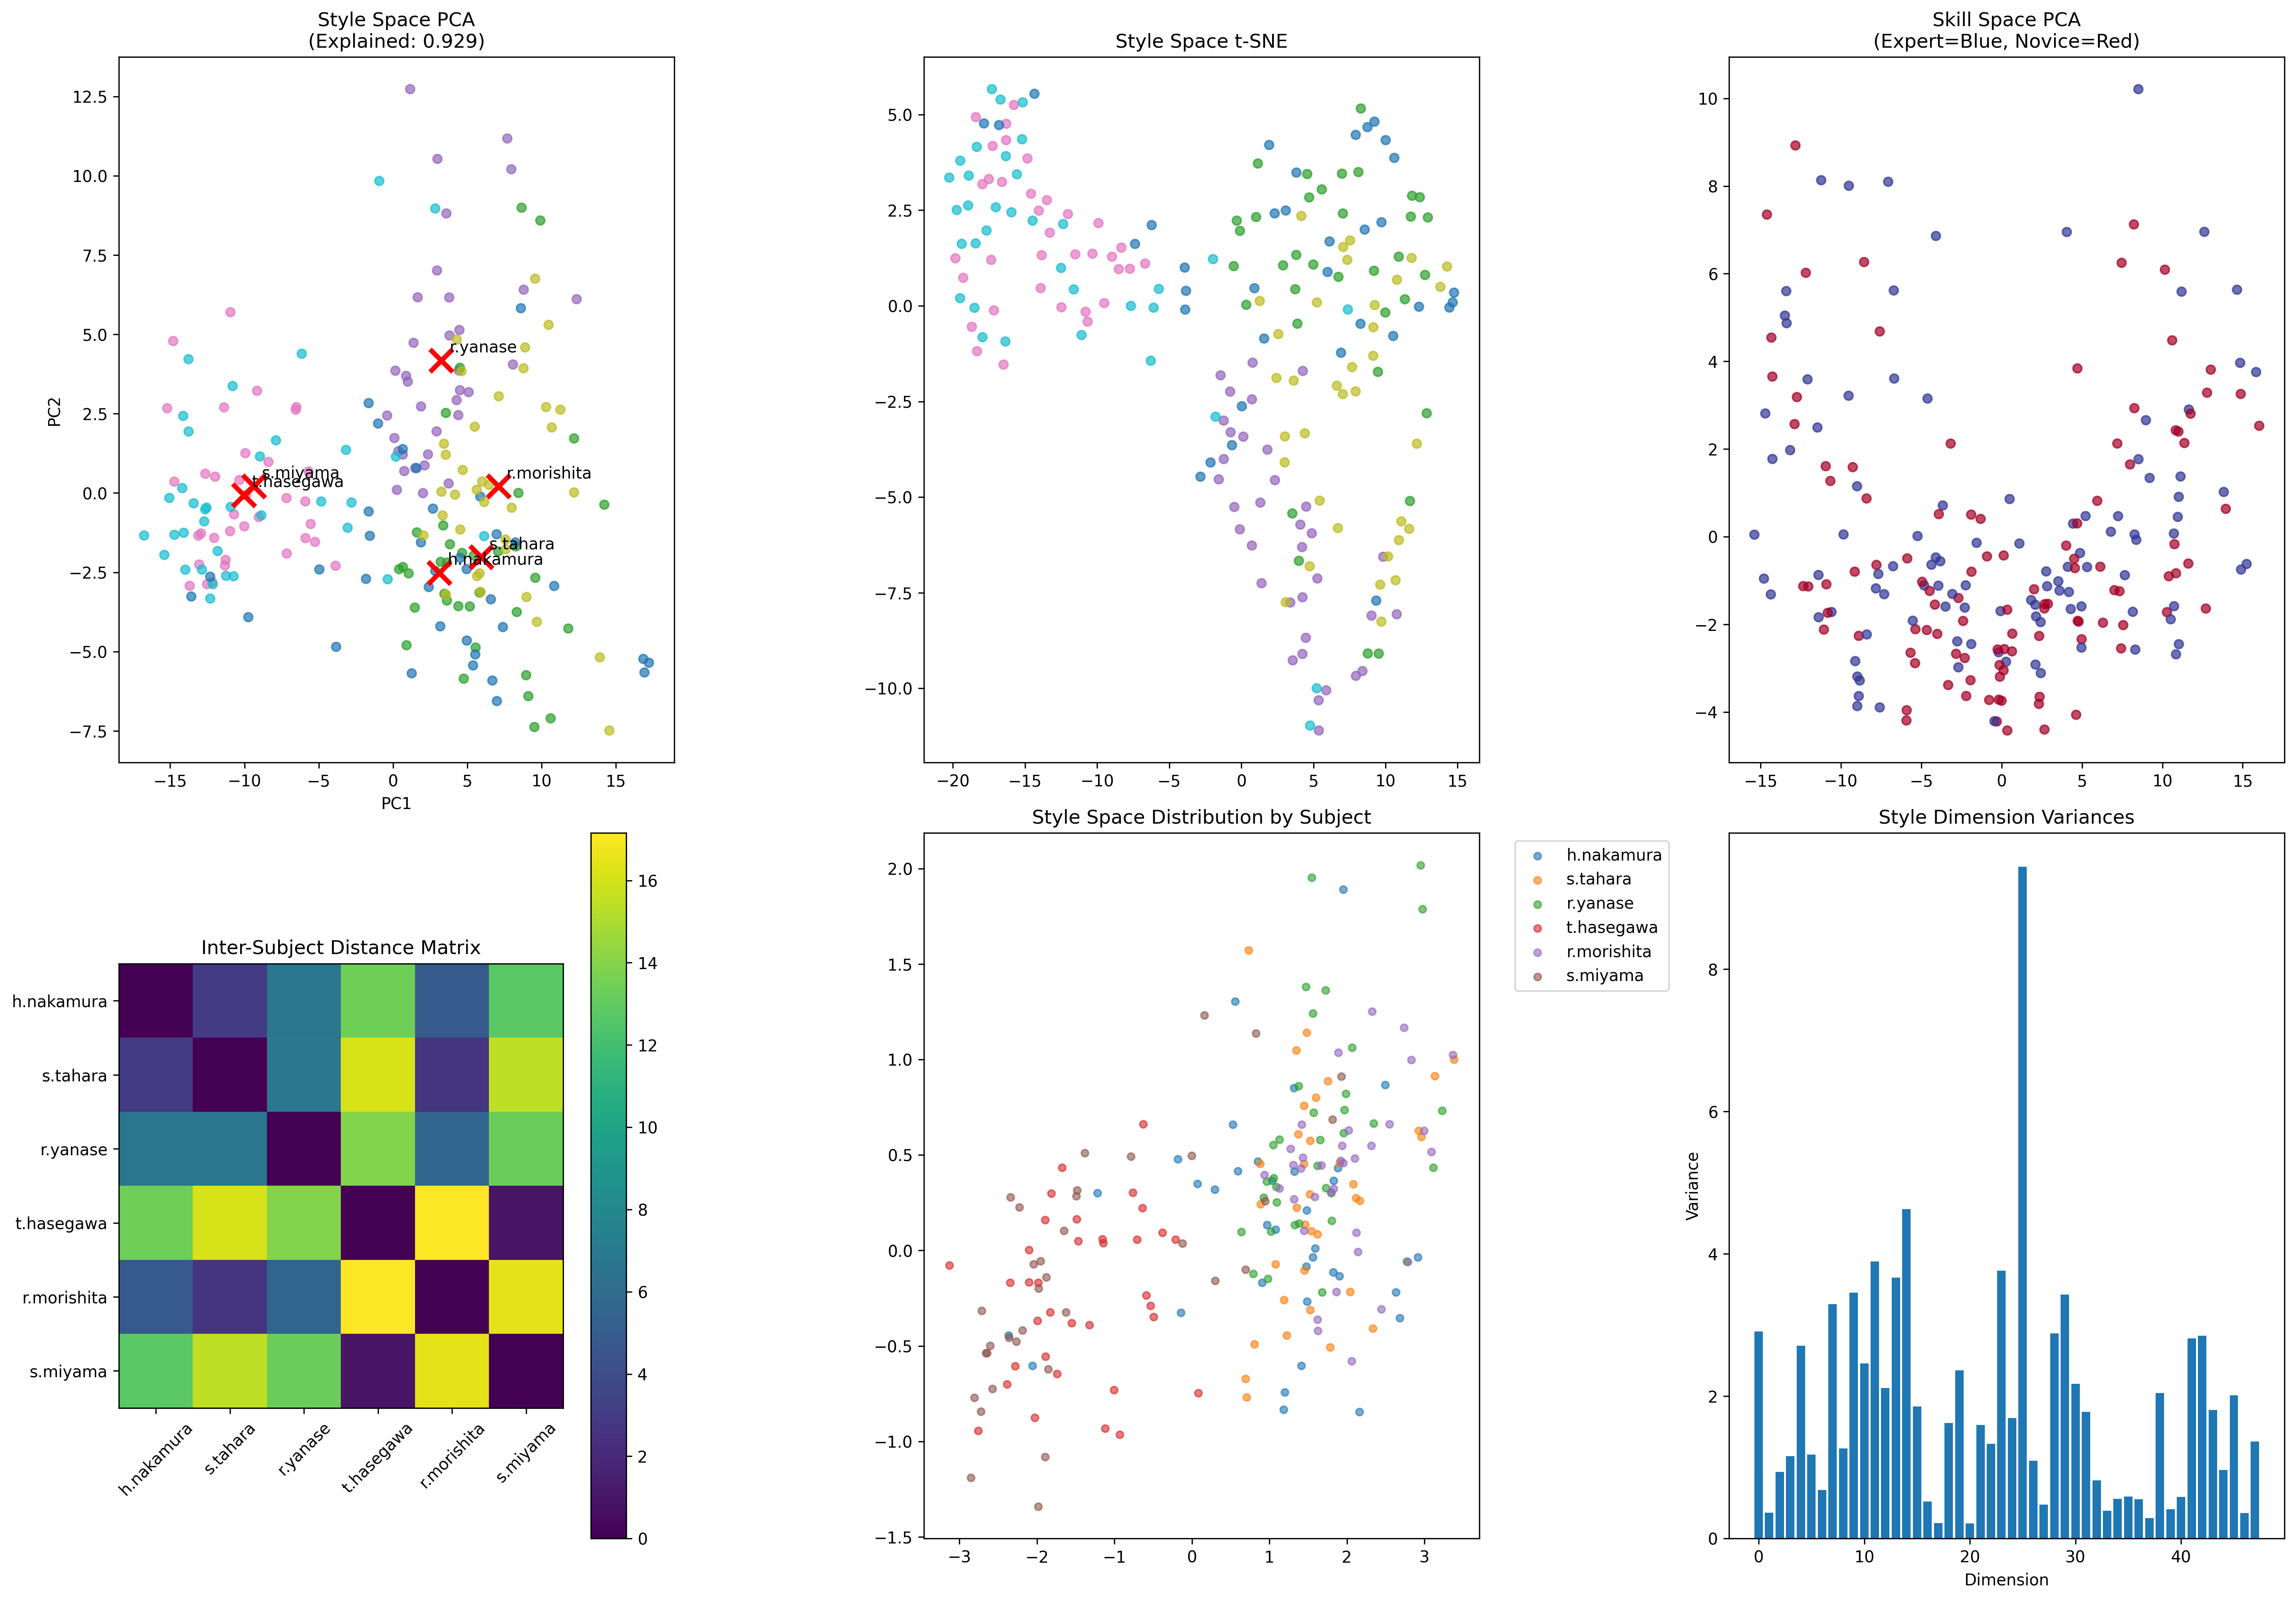 Style Space PCA
(Explained: 0.929)
12.5
10.0
7.5
5.0
2.5
0.0
−2.5
−5.0
−7.5
PC2
r.yanase
s.miyama
t.hasegawa
r.morishita
s.tahara
h.nakamura
−15
−10
−5
0
5
10
15
PC1
Style Space t-SNE
5.0
2.5
0.0
−2.5
−5.0
−7.5
−10.0
−20
−15
−10
−5
0
5
10
15
Skill Space PCA
(Expert=Blue, Novice=Red)
10
8
6
4
2
0
−2
−4
−15
−10
−5
0
5
10
15
Inter-Subject Distance Matrix
h.nakamura
s.tahara
r.yanase
t.hasegawa
r.morishita
s.miyama
h.nakamura
s.tahara
r.yanase
t.hasegawa
r.morishita
s.miyama
16
14
12
10
8
6
4
2
0
Style Space Distribution by Subject
2.0
1.5
1.0
0.5
0.0
−0.5
−1.0
−1.5
−3
−2
−1
0
1
2
3
h.nakamura
s.tahara
r.yanase
t.hasegawa
r.morishita
s.miyama
Style Dimension Variances
8
6
4
2
0
Variance
0
10
20
30
40
Dimension